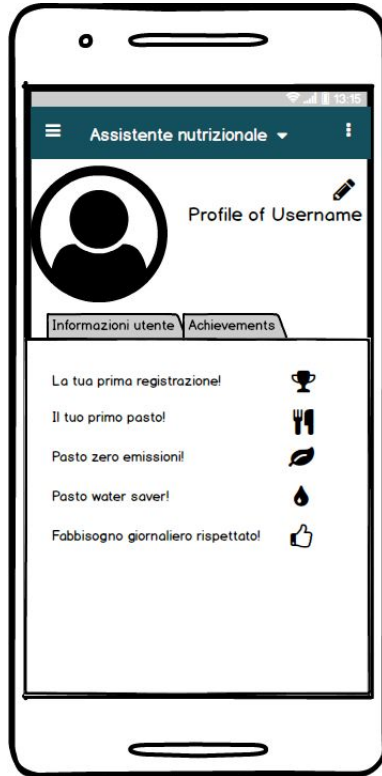 13:15
Assistente nutrizionale
Profile of Username
Informazioni utente
Achievements
La tua prima registrazione!
Il tuo primo pasto!
Pasto zero emissioni!
Pasto water saver!
Fabbisogno giornaliero rispettato!